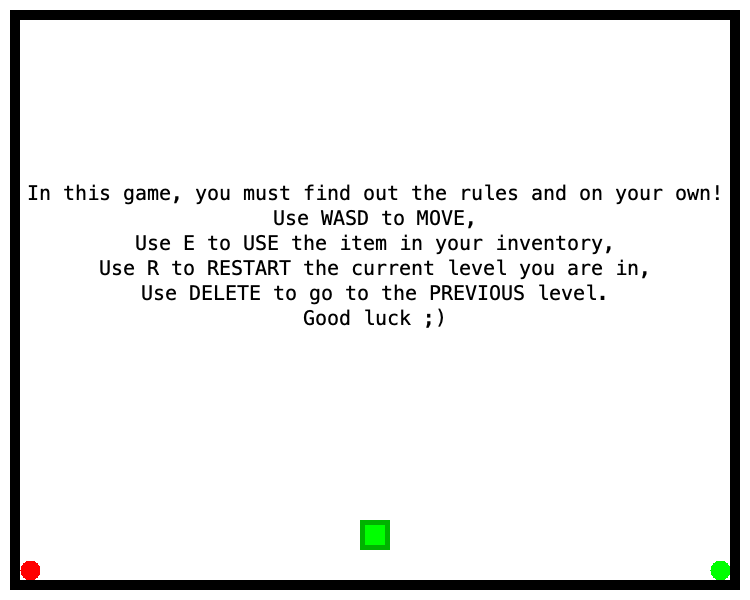 In this game, you must find out the rules and on your own!
Use WASD to MOVE,
Use E to USE the item in your inventory,
Use R to RESTART the current level you are in,
Use DELETE to go to the PREVIOUS level.
Good luck ;)